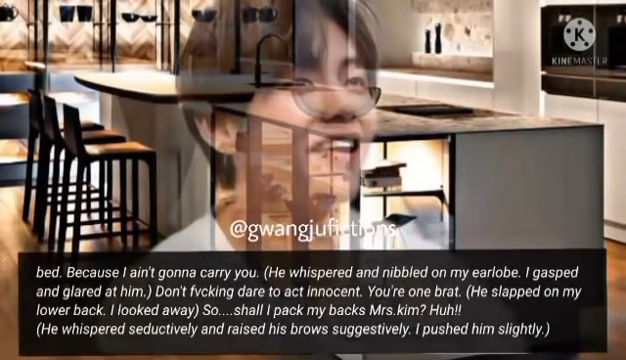 K
KINEMASTER
@gwangjufictions
bed. Because I ain't gonna carry you. (He whispered and nibbled on my earlobe. I gasped
and glared at him.) Don't fvcking dare to act innocent. You're one brat. (He slapped on my
lower back. I looked away) So....shall I pack my backs Mrs.kim? Huh!!
(He whispered seductively and raised his brows suggestively. I pushed him slightly.)